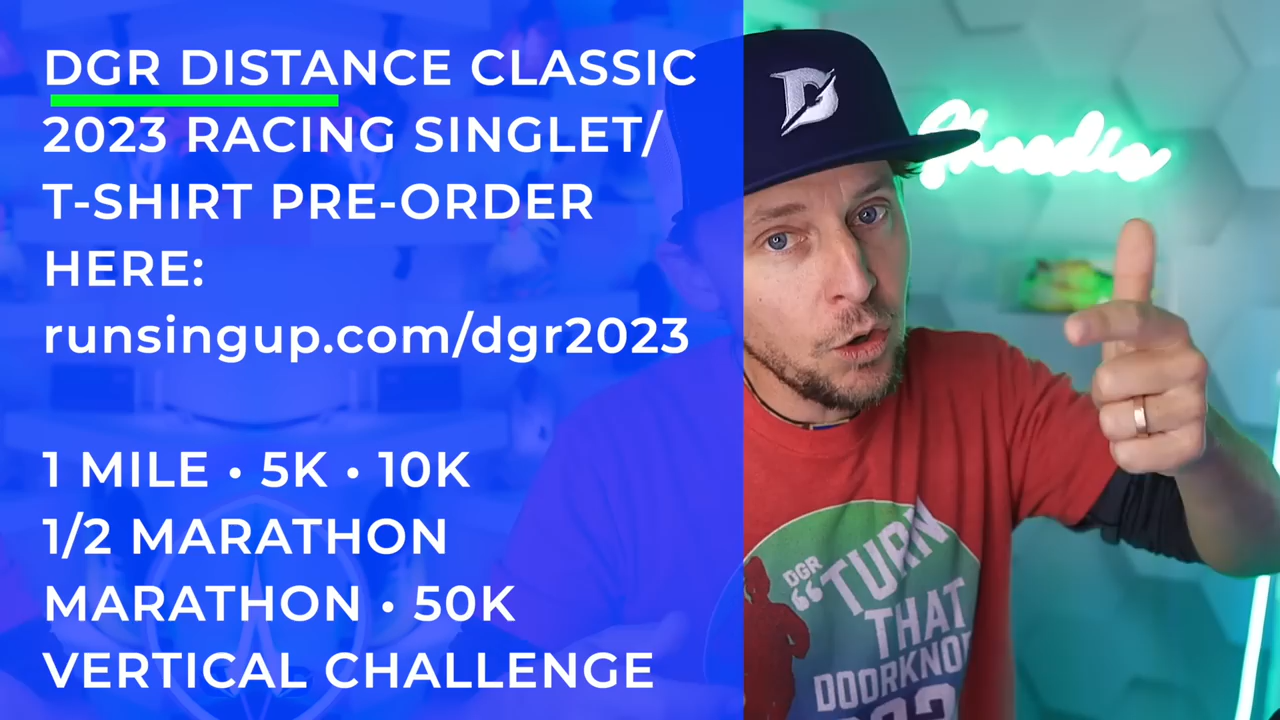 DGR DISTANCE CLASSIC
2023 RACING SINGLET/
T-SHIRT PRE-ORDER
HERE:
runsingup.com/dgr2023
1 MILE • 5K • 10K
1/2 MARATHON
MARATHON • 50K
VERTICAL CHALLENGE
DGR
“TURN
THAT